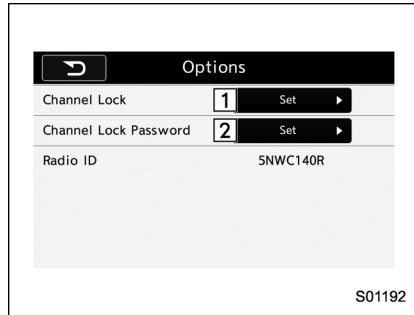 Options
Channel Lock 1 Set
Channel Lock Password 2 Set
Radio ID 5NWC140R
S01192